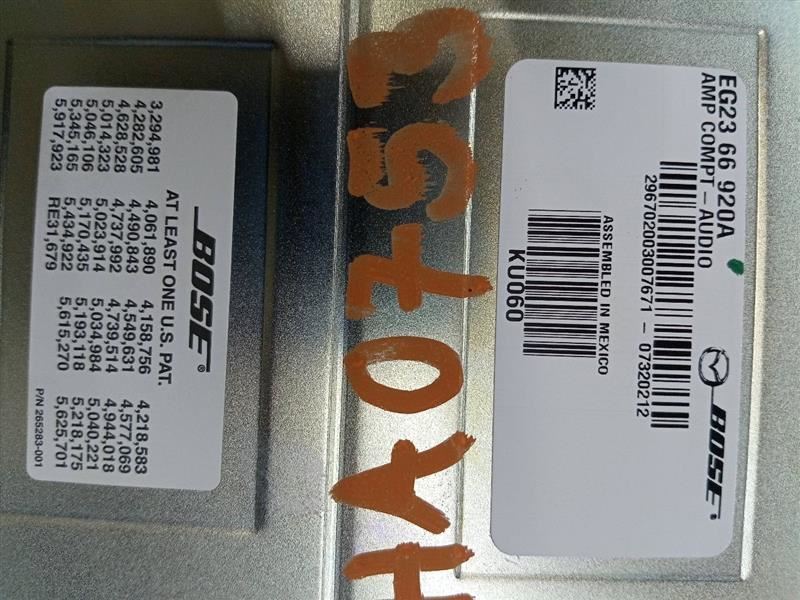 EG23 66 920A
BOSE
AMP COMPT-AUDIO
296702003007671 - 07320212
ASSEMBLED IN MEXICO
KU060
HA0753
BOSE®
AT LEAST ONE U.S. PAT.
3,294,981 4,061,890 4,158,756 4,218,583
4,282,605 4,490,843 4,549,631 4,577,069
4,628,528 4,737,992 4,739,514 4,944,018
5,014,323 5,023,914 5,034,984 5,040,221
5,046,106 5,170,435 5,193,118 5,218,175
5,345,165 5,434,922 5,615,270 5,625,701
5,917,923 RE31,679
P/N 265283-001